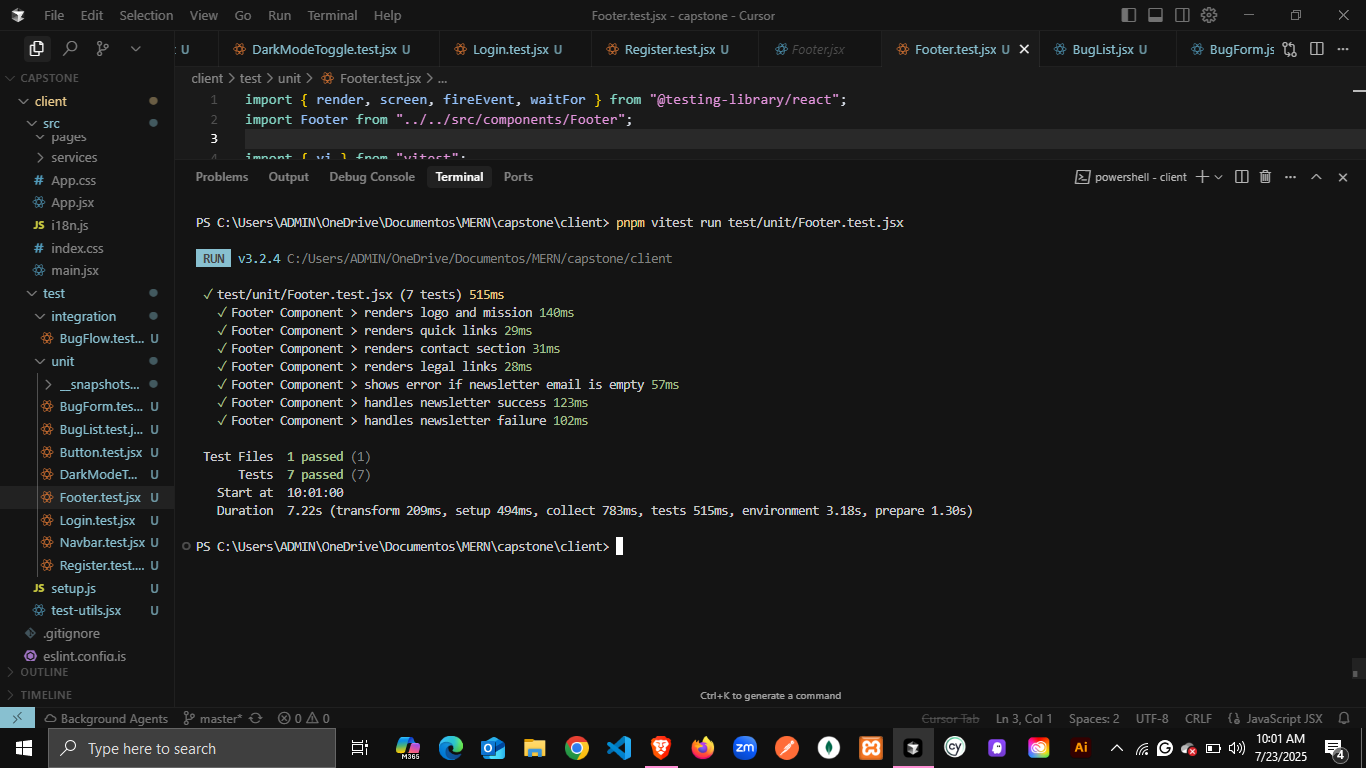 File Edit Selection View Go Run Terminal Help Footer.test.jsx - capstone - Cursor
U DarkModeToggle.test.jsx U Login.test.jsx U Register.test.jsx U Footer.jsx Footer.test.jsx U BugList.jsx U BugForm.js
CAPSTONE
client
src
pages
services
# App.css
App.jsx
JS i18n.js
# index.css
main.jsx
test
integration
BugFlow.test... U
unit
__snapshots...
BugForm.tes... U
BugList.test.j... U
Button.test.jsx U
DarkModeT... U
Footer.test.jsx U
Login.test.jsx U
Navbar.test.jsx U
Register.test.... U
JS setup.js U
test-utils.jsx U
.gitignore
eslint.config.js
OUTLINE
TIMELINE
client > test > unit > Footer.test.jsx > ...
1 import { render, screen, fireEvent, waitFor } from "@testing-library/react";
2 import Footer from "../../src/components/Footer";
3
4 import { vi } from "vitest";
Problems Output Debug Console Terminal Ports powershell - client
PS C:\Users\ADMIN\OneDrive\Documentos\MERN\capstone\client> pnpm vitest run test/unit/Footer.test.jsx
RUN v3.2.4 C:/Users/ADMIN/OneDrive/Documentos/MERN/capstone/client
✓ test/unit/Footer.test.jsx (7 tests) 515ms
✓ Footer Component > renders logo and mission 140ms
✓ Footer Component > renders quick links 29ms
✓ Footer Component > renders contact section 31ms
✓ Footer Component > renders legal links 28ms
✓ Footer Component > shows error if newsletter email is empty 57ms
✓ Footer Component > handles newsletter success 123ms
✓ Footer Component > handles newsletter failure 102ms
Test Files 1 passed (1)
Tests 7 passed (7)
Start at 10:01:00
Duration 7.22s (transform 209ms, setup 494ms, collect 783ms, tests 515ms, environment 3.18s, prepare 1.30s)
PS C:\Users\ADMIN\OneDrive\Documentos\MERN\capstone\client>
Ctrl+K to generate a command
Background Agents master* 0 0 Cursor Tab Ln 3, Col 1 Spaces: 2 UTF-8 CRLF JavaScript JSX
Type here to search M365 zm cy Ai 10:01 AM
7/23/2025 4